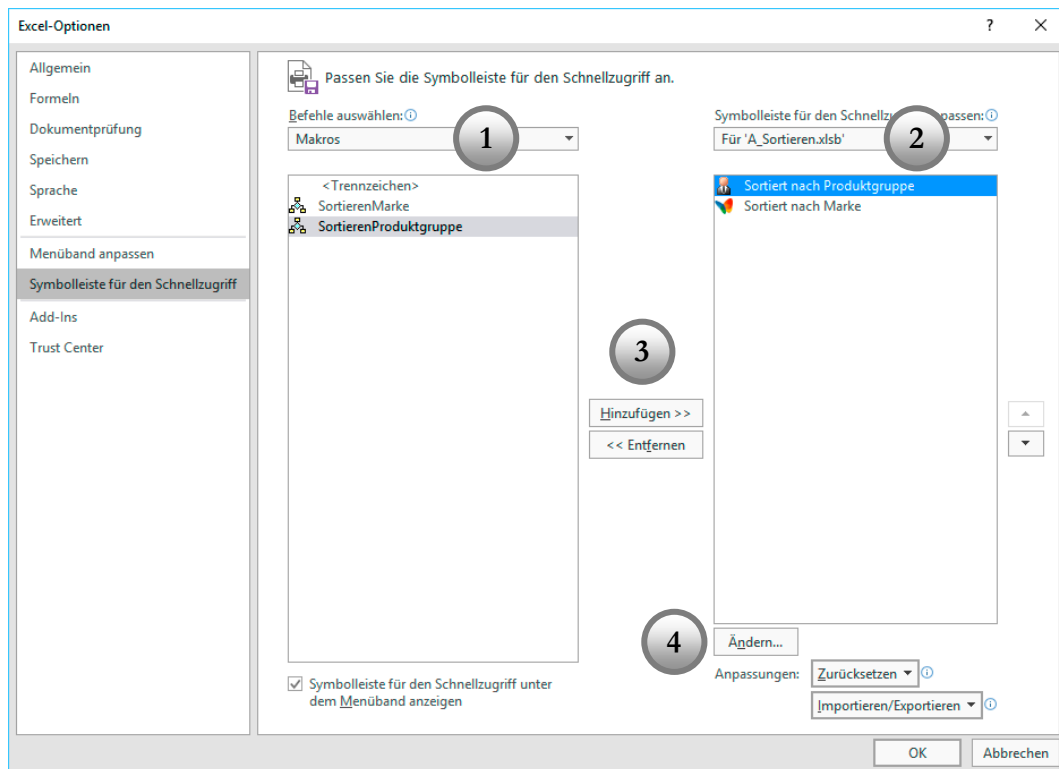 Excel-Optionen
?
Allgemein
Formeln
Dokumentprüfung
Speichern
Sprache
Erweitert
Menüband anpassen
Symbolleiste für den Schnellzugriff
Add-Ins
Trust Center
Passen Sie die Symbolleiste für den Schnellzugriff an.
Befehle auswählen:
1
Makros
<Trennzeichen>
SortierenMarke
SortierenProduktgruppe
Symbolleiste für den Schnellzu passen:
2
Für 'A_Sortieren.xlsb'
Sortiert nach Produktgruppe
Sortiert nach Marke
3
Hinzufügen >>
<< Entfernen
4
Ändern...
Anpassungen:
Zurücksetzen
Importieren/Exportieren
Symbolleiste für den Schnellzugriff unter
dem Menüband anzeigen
OK
Abbrechen